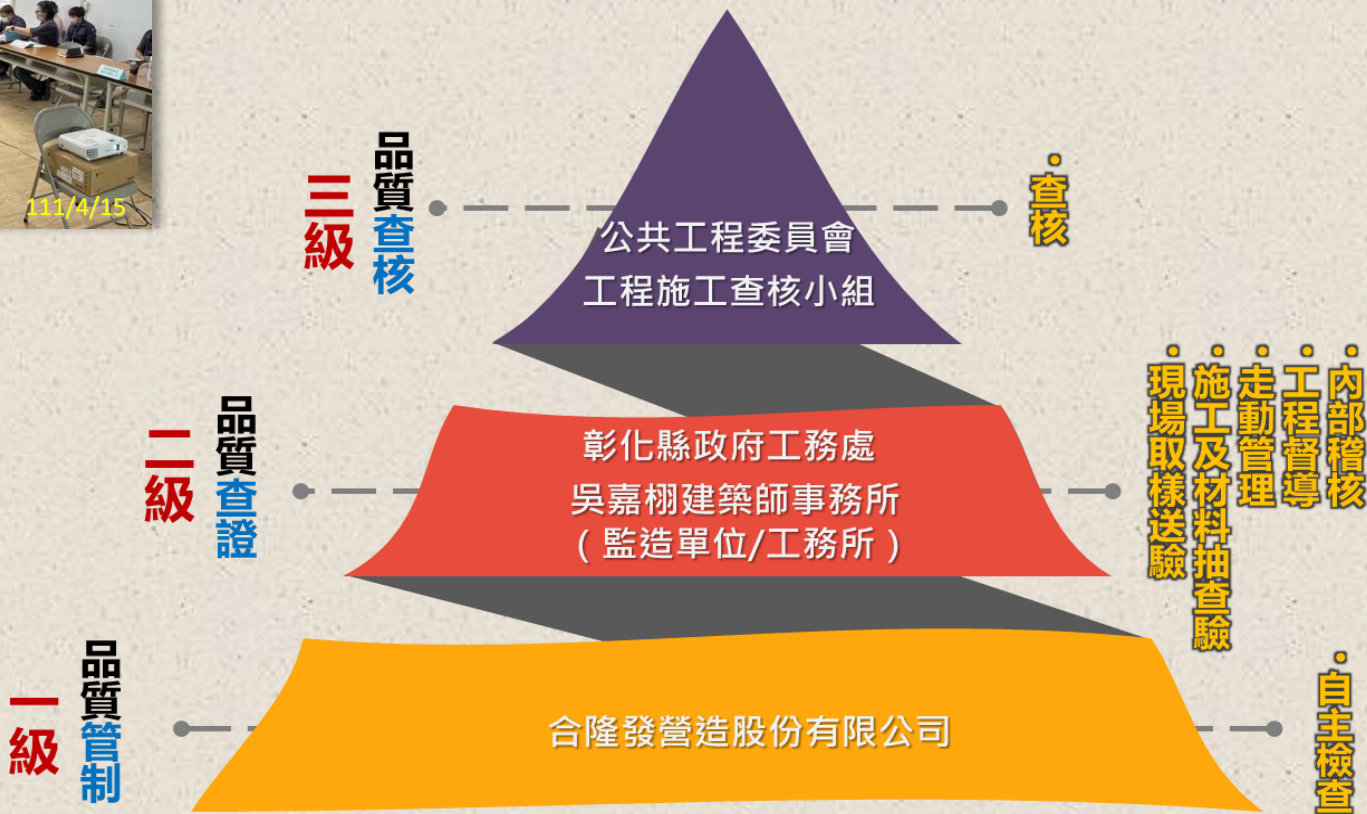 111/4/15
三級
品質查核
公共工程委員會
工程施工查核小組
・查核
二級
品質查證
彰化縣政府工務處
吳嘉栩建築師事務所
（監造單位/工務所）
・內部稽核
・工程督導
・走動管理
・施工及材料抽查驗
・現場取樣送驗
一級
品質管制
合隆發營造股份有限公司
・自主檢查